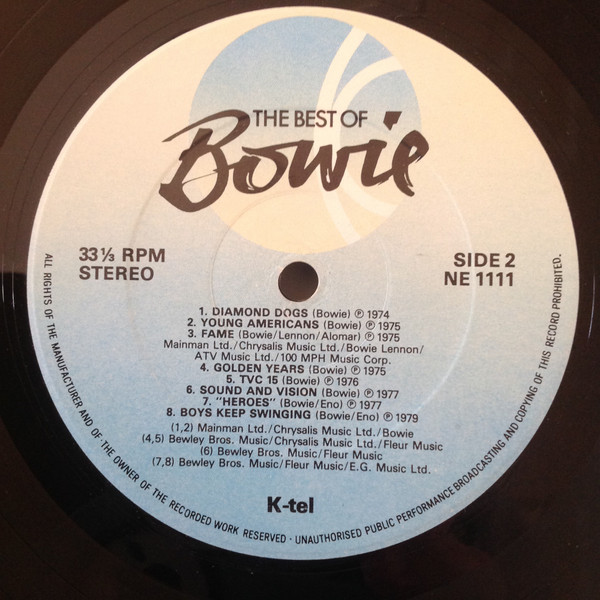 THE BEST OF
Bowie
33⅓ RPM
STEREO
SIDE 2
NE 1111
1. DIAMOND DOGS (Bowie) ℗ 1974
2. YOUNG AMERICANS (Bowie) ℗ 1975
3. FAME (Bowie/Lennon/Alomar) ℗ 1975
Mainman Ltd./Chrysalis Music Ltd./Bowie Lennon/
ATV Music Ltd./100 MPH Music Corp.
4. GOLDEN YEARS (Bowie) ℗ 1975
5. TVC 15 (Bowie) ℗ 1976
6. SOUND AND VISION (Bowie) ℗ 1977
7. "HEROES" (Bowie/Eno) ℗ 1977
8. BOYS KEEP SWINGING (Bowie/Eno) ℗ 1979
(1,2) Mainman Ltd./Chrysalis Music Ltd./Bowie
(4,5) Bewley Bros. Music/Chrysalis Music Ltd./Fleur Music
(6) Bewley Bros. Music/Fleur Music
(7,8) Bewley Bros. Music/Fleur Music/E.G. Music Ltd.
K-tel
ALL RIGHTS OF THE MANUFACTURER AND OF THE OWNER OF THE RECORDED WORK RESERVED · UNAUTHORISED PUBLIC PERFORMANCE BROADCASTING AND COPYING OF THIS RECORD PROHIBITED.